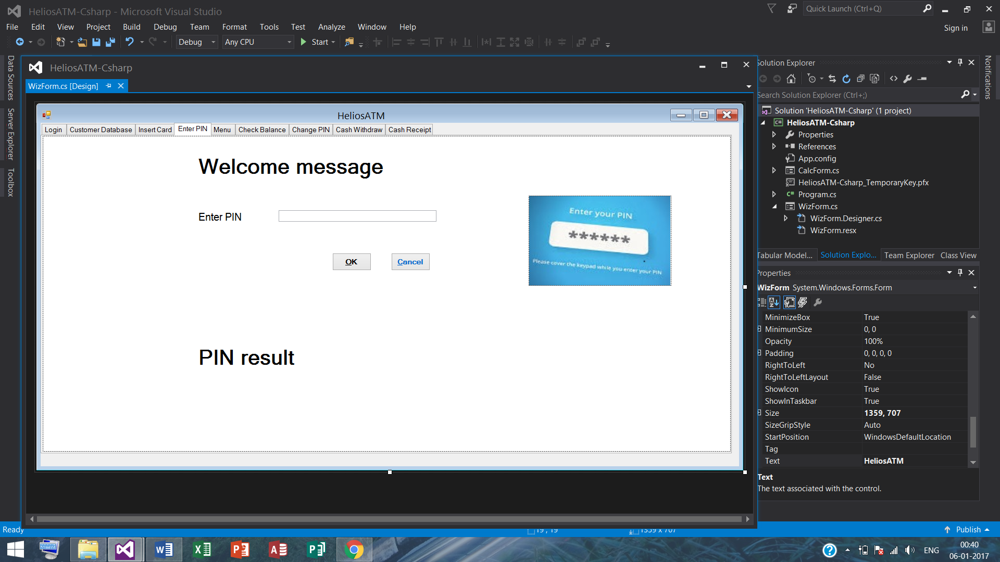 HeliosATM-Csharp - Microsoft Visual Studio
Quick Launch (Ctrl+Q)
File Edit View Project Build Debug Team Format Tools Test Analyze Window Help
Sign in
Debug Any CPU Start
Data Sources
Server Explorer
Toolbox
HeliosATM-Csharp
WizForm.cs [Design]
HeliosATM
Login Customer Database Insert Card Enter PIN Menu Check Balance Change PIN Cash Withdraw Cash Receipt
Welcome message
Enter PIN
OK Cancel
Enter your PIN
******
Please cover the keypad while you enter your PIN
PIN result
Solution Explorer
Search Solution Explorer (Ctrl+;)
Solution 'HeliosATM-Csharp' (1 project)
C# HeliosATM-Csharp
Properties
References
App.config
CalcForm.cs
HeliosATM-Csharp_TemporaryKey.pfx
C# Program.cs
WizForm.cs
WizForm.Designer.cs
WizForm.resx
Tabular Model... Solution Explo... Team Explorer Class View
Properties
WizForm System.Windows.Forms.Form
MinimizeBox True
MinimumSize 0, 0
Opacity 100%
Padding 0, 0, 0, 0
RightToLeft No
RightToLeftLayout False
ShowIcon True
ShowInTaskbar True
Size 1359, 707
SizeGripStyle Auto
StartPosition WindowsDefaultLocation
Tag
Text HeliosATM
Text
The text associated with the control.
Notifications
Ready 19 , 19 1359 x 707 Publish
ENG
00:40
06-01-2017